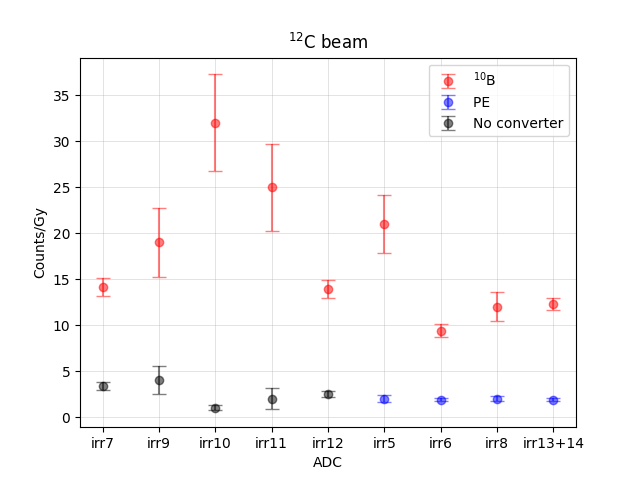 ¹²C beam
¹⁰B
PE
No converter
Counts/Gy
35
30
25
20
15
10
5
0
irr7 irr9 irr10 irr11 irr12 irr5 irr6 irr8 irr13+14
ADC